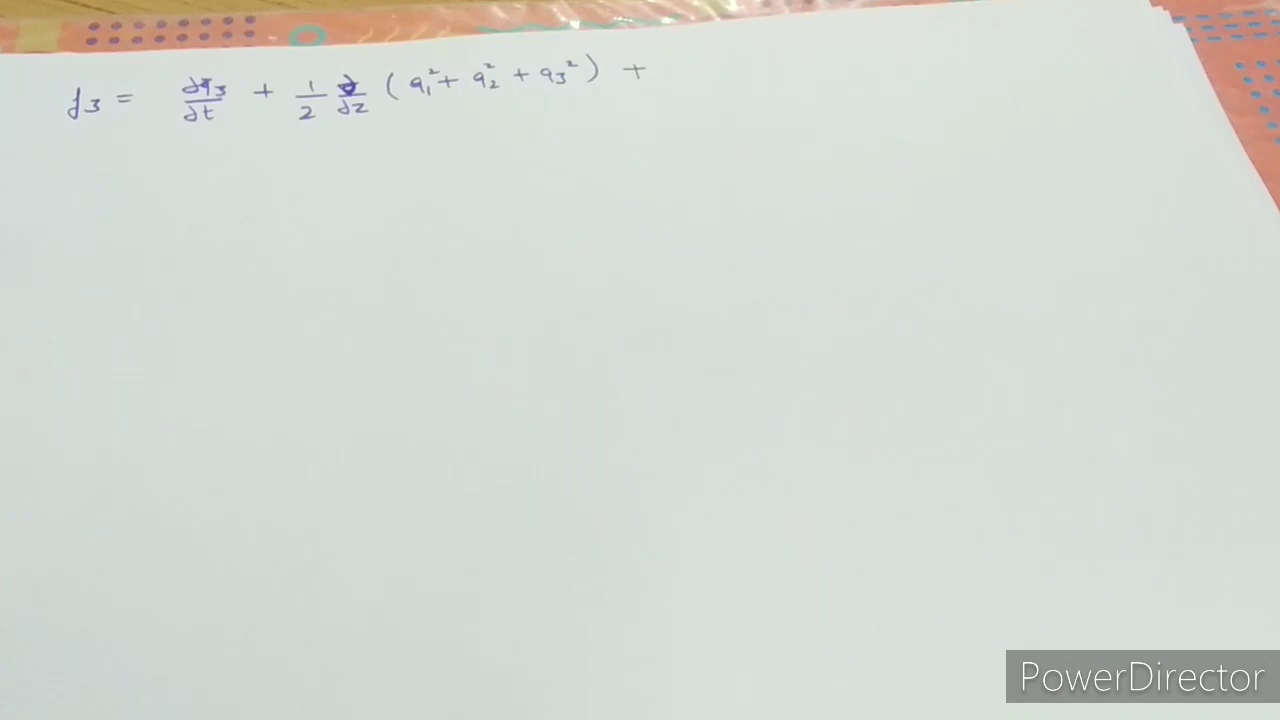 f₃ = ∂q₃/∂t + 1/2 ∂/∂z (q₁² + q₂² + q₃²) +
PowerDirector